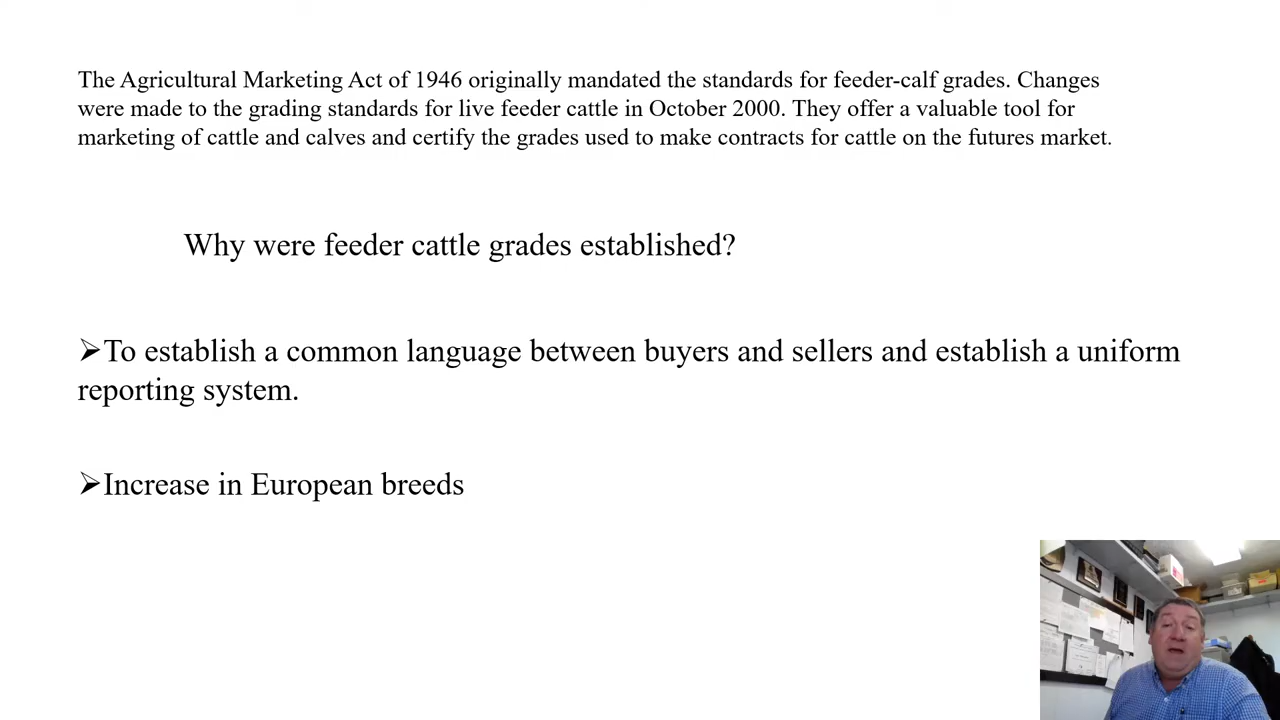 The Agricultural Marketing Act of 1946 originally mandated the standards for feeder-calf grades. Changes
were made to the grading standards for live feeder cattle in October 2000. They offer a valuable tool for
marketing of cattle and calves and certify the grades used to make contracts for cattle on the futures market.
Why were feeder cattle grades established?
➢To establish a common language between buyers and sellers and establish a uniform
reporting system.
➢Increase in European breeds